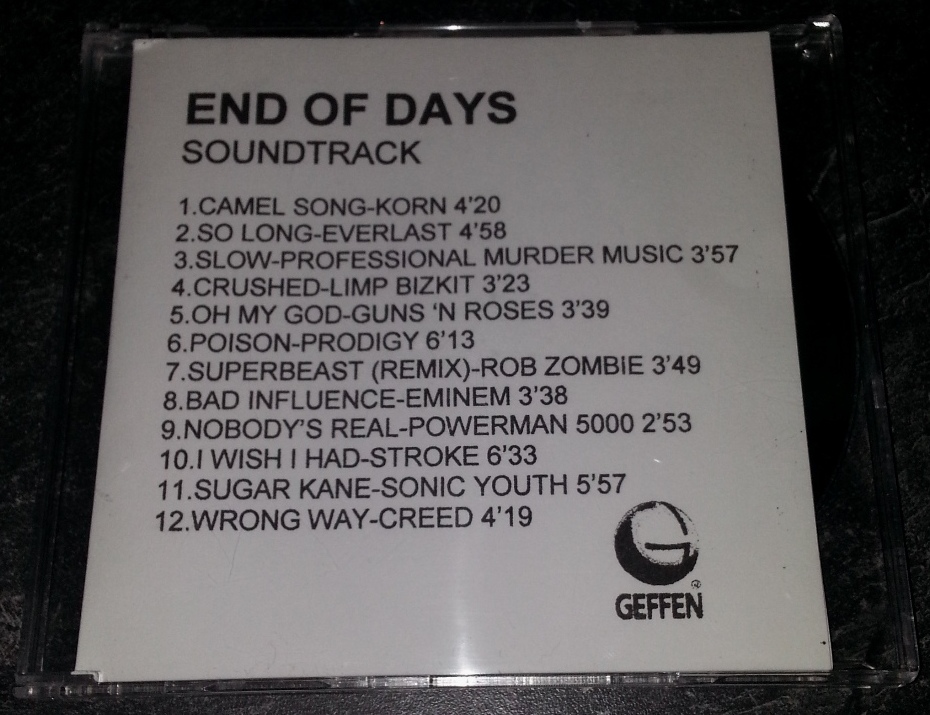 END OF DAYS
SOUNDTRACK
1.CAMEL SONG-KORN 4'20
2.SO LONG-EVERLAST 4'58
3.SLOW-PROFESSIONAL MURDER MUSIC 3'57
4.CRUSHED-LIMP BIZKIT 3'23
5.OH MY GOD-GUNS 'N ROSES 3'39
6.POISON-PRODIGY 6'13
7.SUPERBEAST (REMIX)-ROB ZOMBIE 3'49
8.BAD INFLUENCE-EMINEM 3'38
9.NOBODY'S REAL-POWERMAN 5000 2'53
10.I WISH I HAD-STROKE 6'33
11.SUGAR KANE-SONIC YOUTH 5'57
12.WRONG WAY-CREED 4'19
G
®
GEFFEN